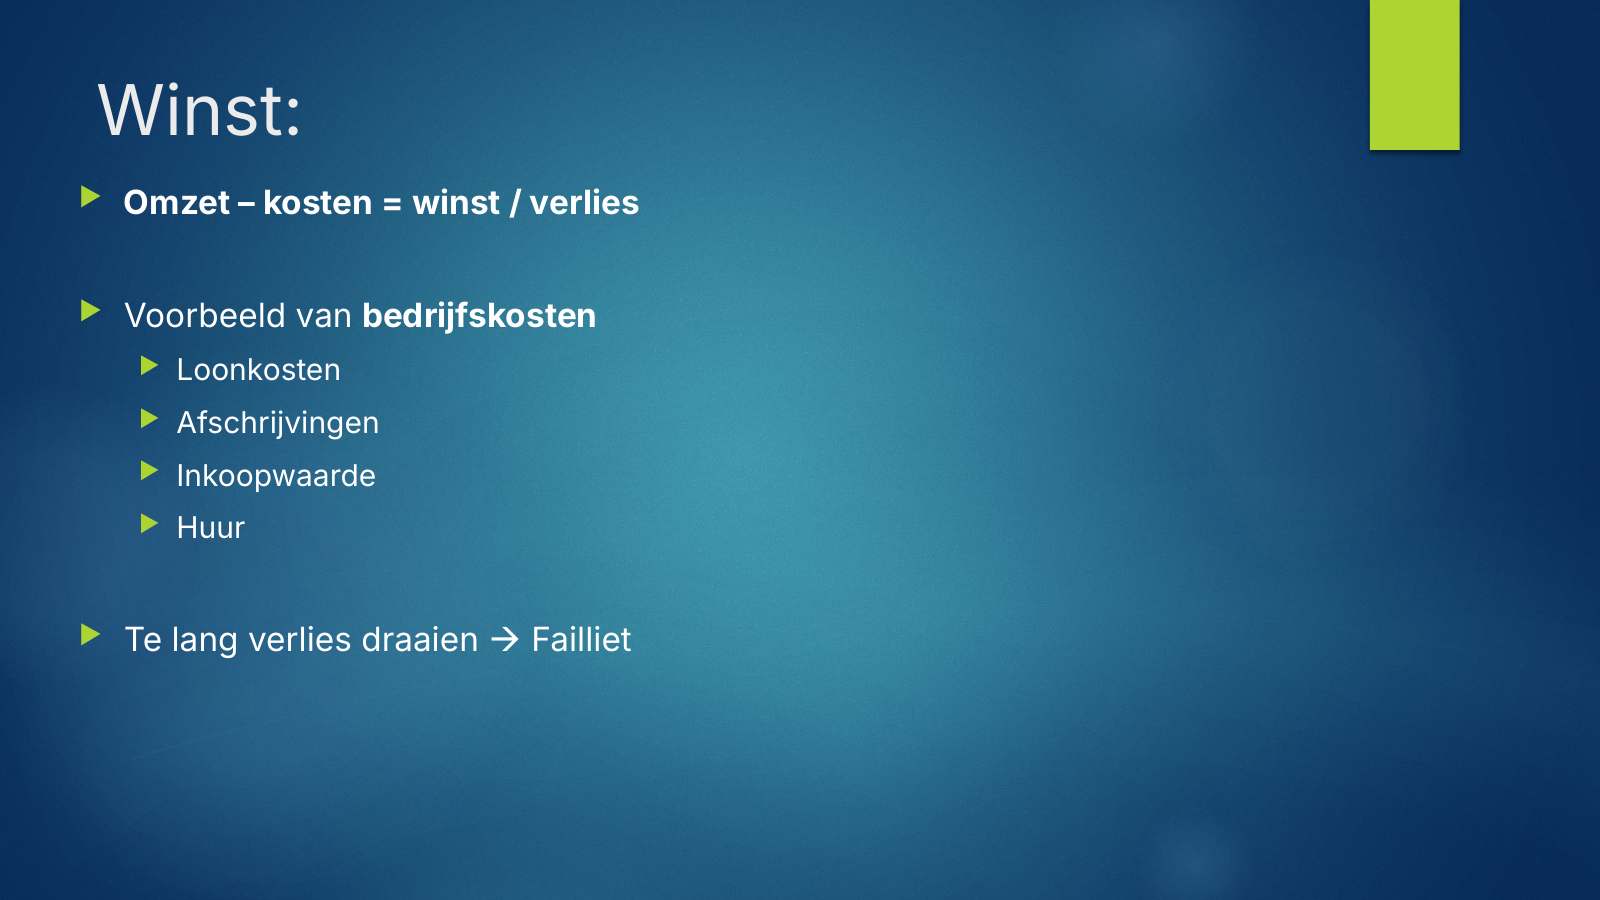 Winst:
Omzet – kosten = winst / verlies
Voorbeeld van bedrijfskosten
Loonkosten
Afschrijvingen
Inkoopwaarde
Huur
Te lang verlies draaien → Failliet